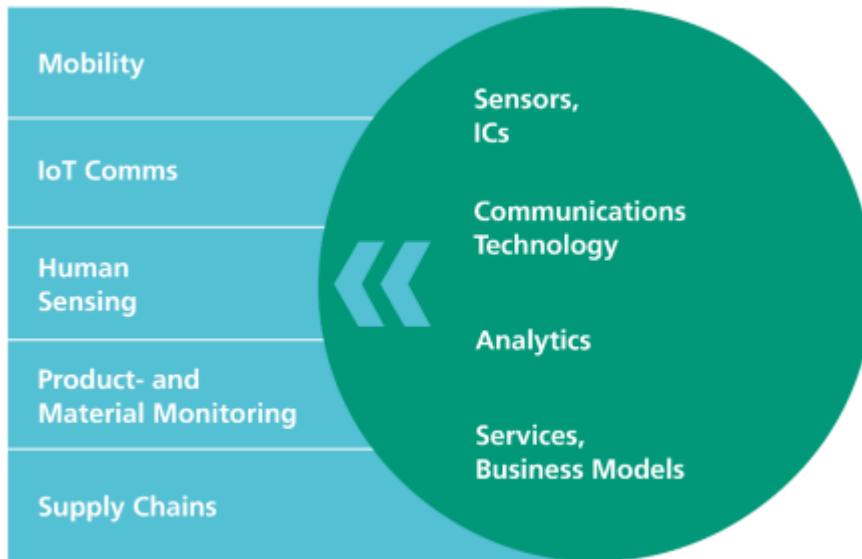 Mobility
IoT Comms
Human
Sensing
Product- and
Material Monitoring
Supply Chains
Sensors,
ICs
Communications
Technology
Analytics
Services,
Business Models